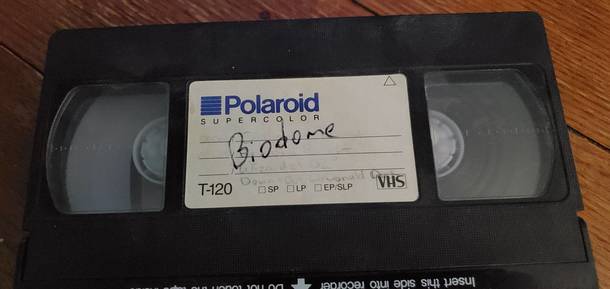 Polaroid
SUPERCOLOR
Biodome
T-120 SP LP EP/SLP VHS
Insert this side into recorder Do not touch the tape inside